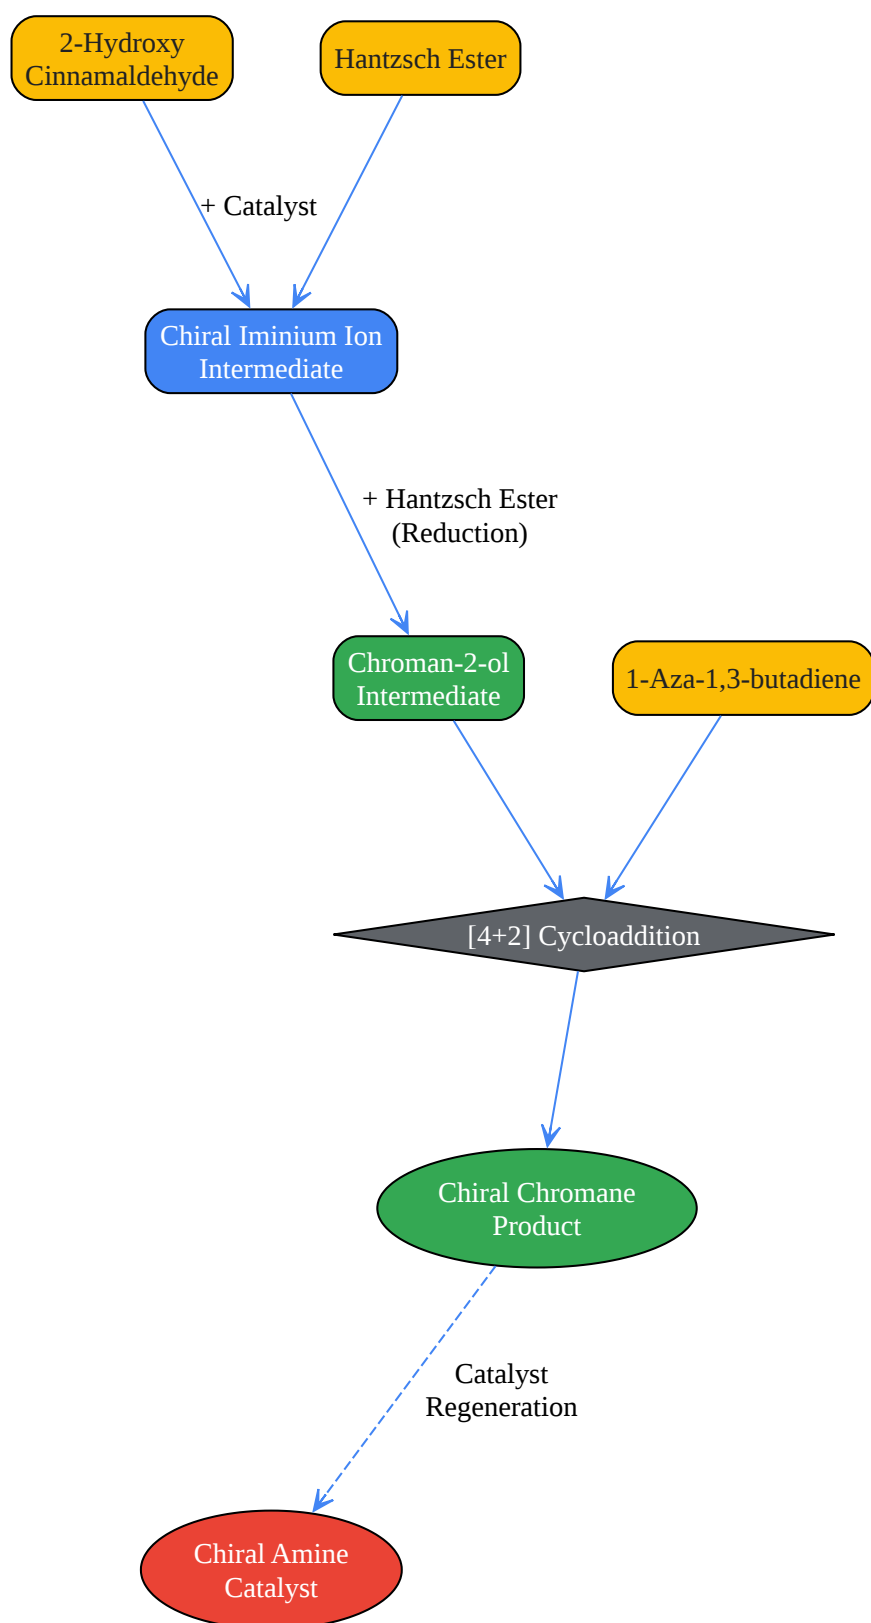 2-Hydroxy
Cinnamaldehyde
Hantzsch Ester
+ Catalyst
Chiral Iminium Ion
Intermediate
+ Hantzsch Ester
(Reduction)
Chroman-2-ol
Intermediate
1-Aza-1,3-butadiene
[4+2] Cycloaddition
Chiral Chromane
Product
Catalyst
Regeneration
Chiral Amine
Catalyst